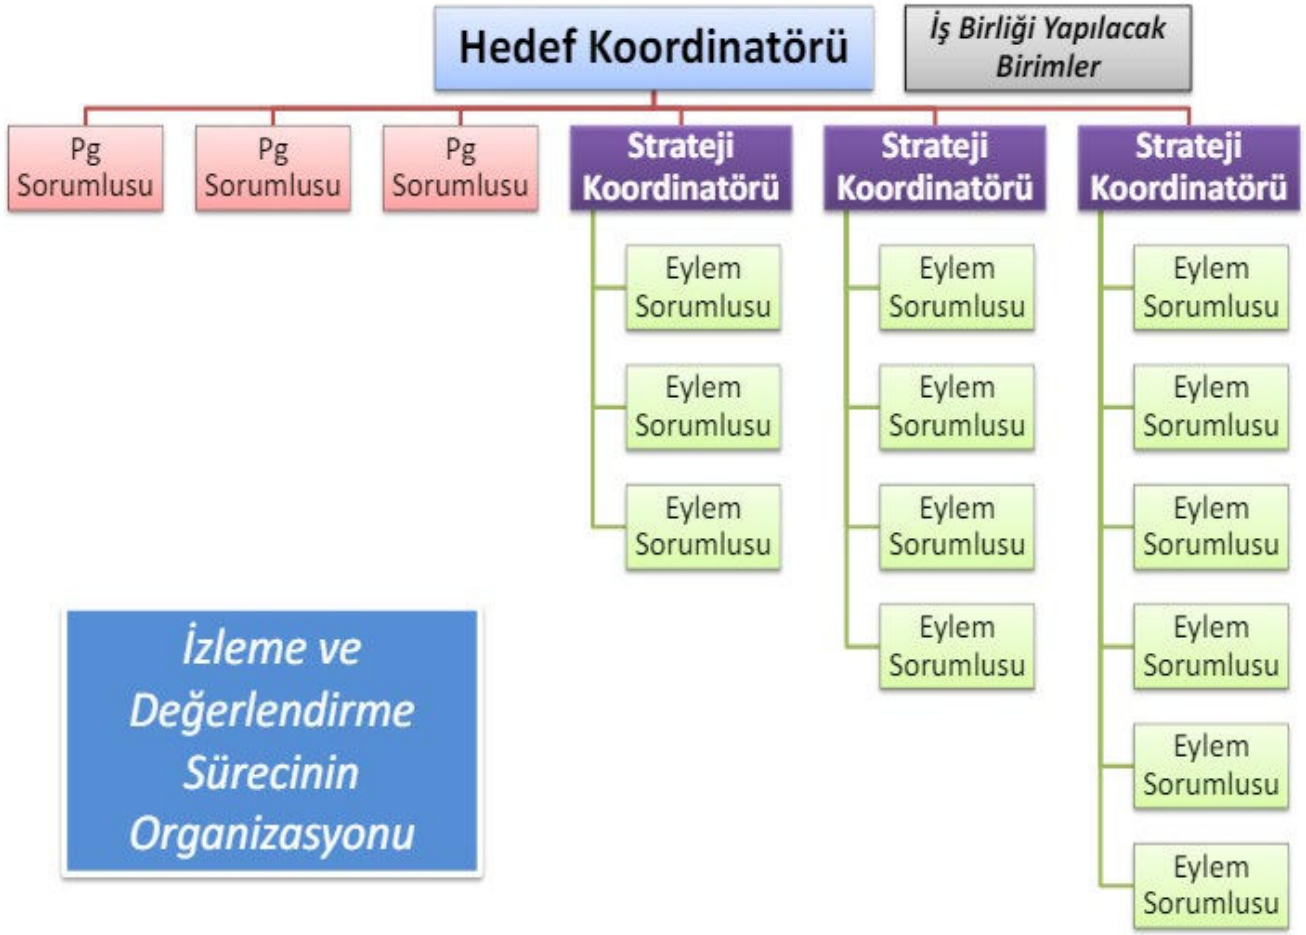 Hedef Koordinatörü
İş Birliği Yapılacak
Birimler
Pg
Sorumlusu
Pg
Sorumlusu
Pg
Sorumlusu
Strateji
Koordinatörü
Strateji
Koordinatörü
Strateji
Koordinatörü
Eylem
Sorumlusu
Eylem
Sorumlusu
Eylem
Sorumlusu
Eylem
Sorumlusu
Eylem
Sorumlusu
Eylem
Sorumlusu
Eylem
Sorumlusu
Eylem
Sorumlusu
Eylem
Sorumlusu
Eylem
Sorumlusu
Eylem
Sorumlusu
Eylem
Sorumlusu
Eylem
Sorumlusu
İzleme ve
Değerlendirme
Sürecinin
Organizasyonu